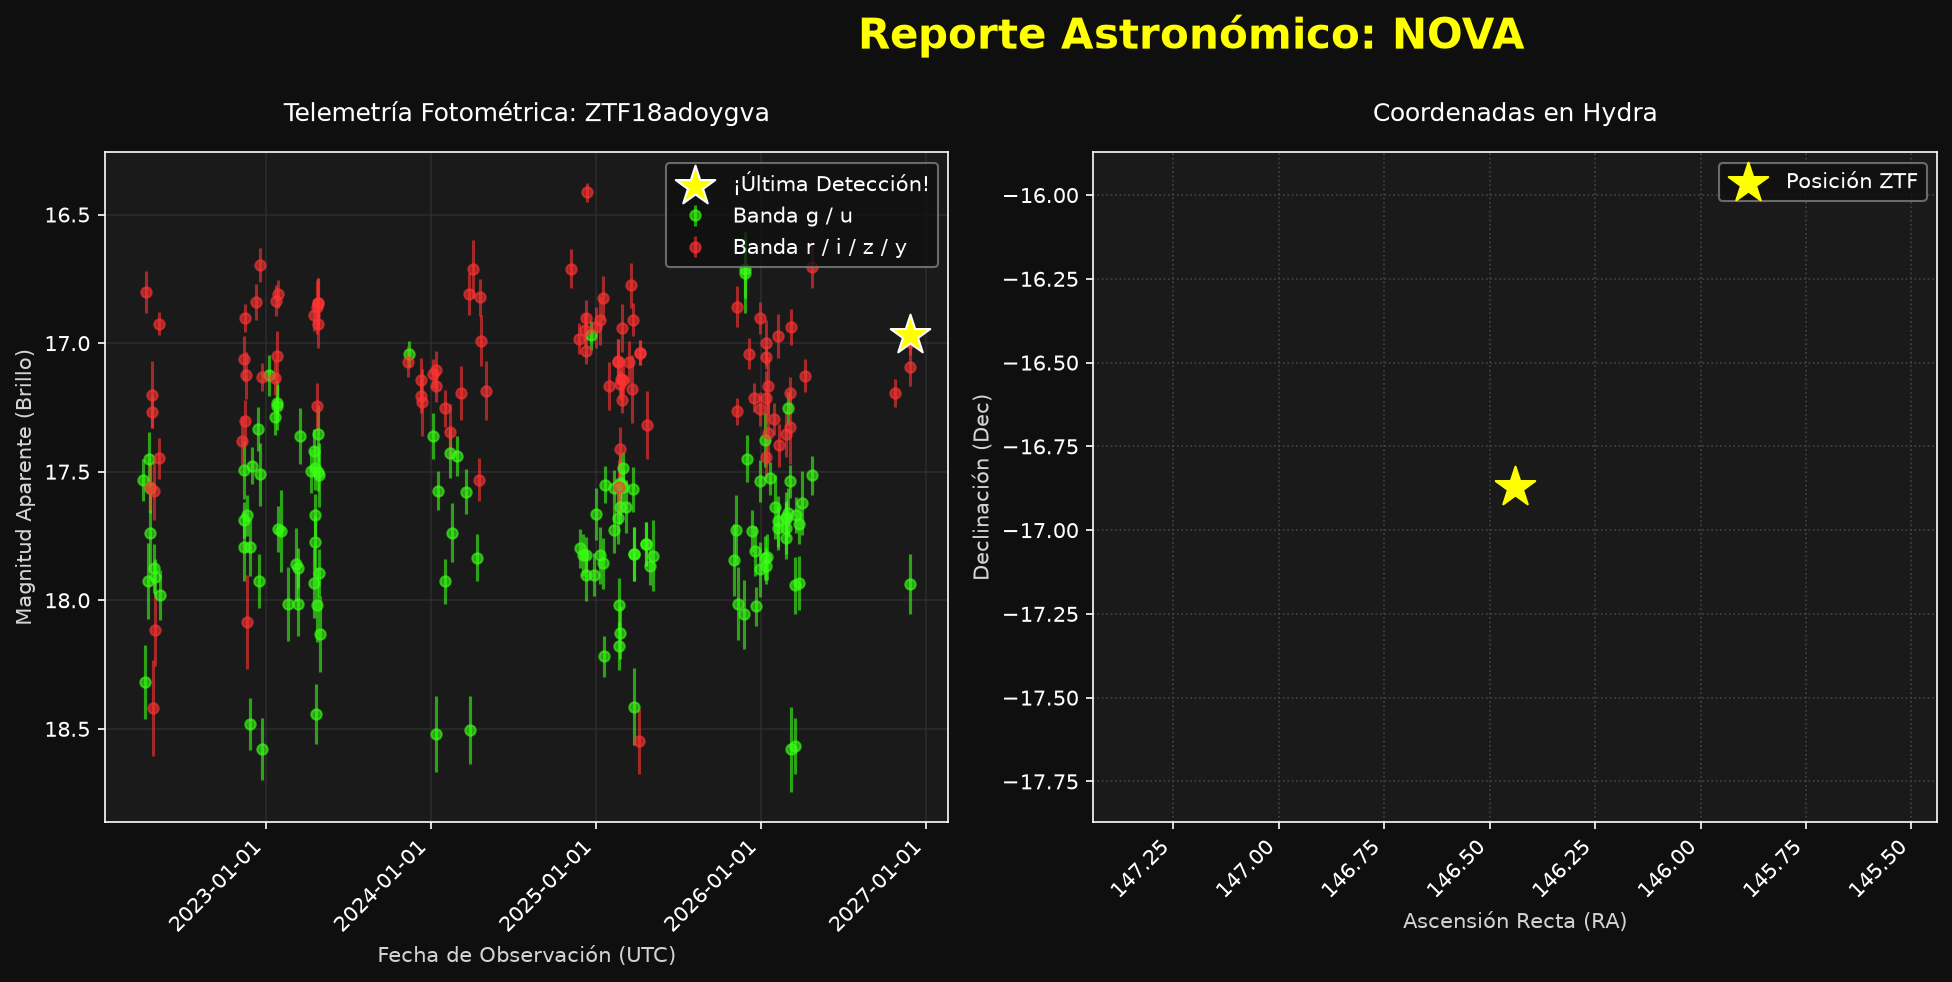 Reporte Astronómico: NOVA
Telemetría Fotométrica: ZTF18adoygva
¡Última Detección!
Banda g / u
Banda r / i / z / y
Magnitud Aparente (Brillo)
16.5
17.0
17.5
18.0
18.5
2023-01-01
2024-01-01
2025-01-01
2026-01-01
2027-01-01
Fecha de Observación (UTC)
Coordenadas en Hydra
Posición ZTF
Declinación (Dec)
−16.00
−16.25
−16.50
−16.75
−17.00
−17.25
−17.50
−17.75
147.25
147.00
146.75
146.50
146.25
146.00
145.75
145.50
Ascensión Recta (RA)